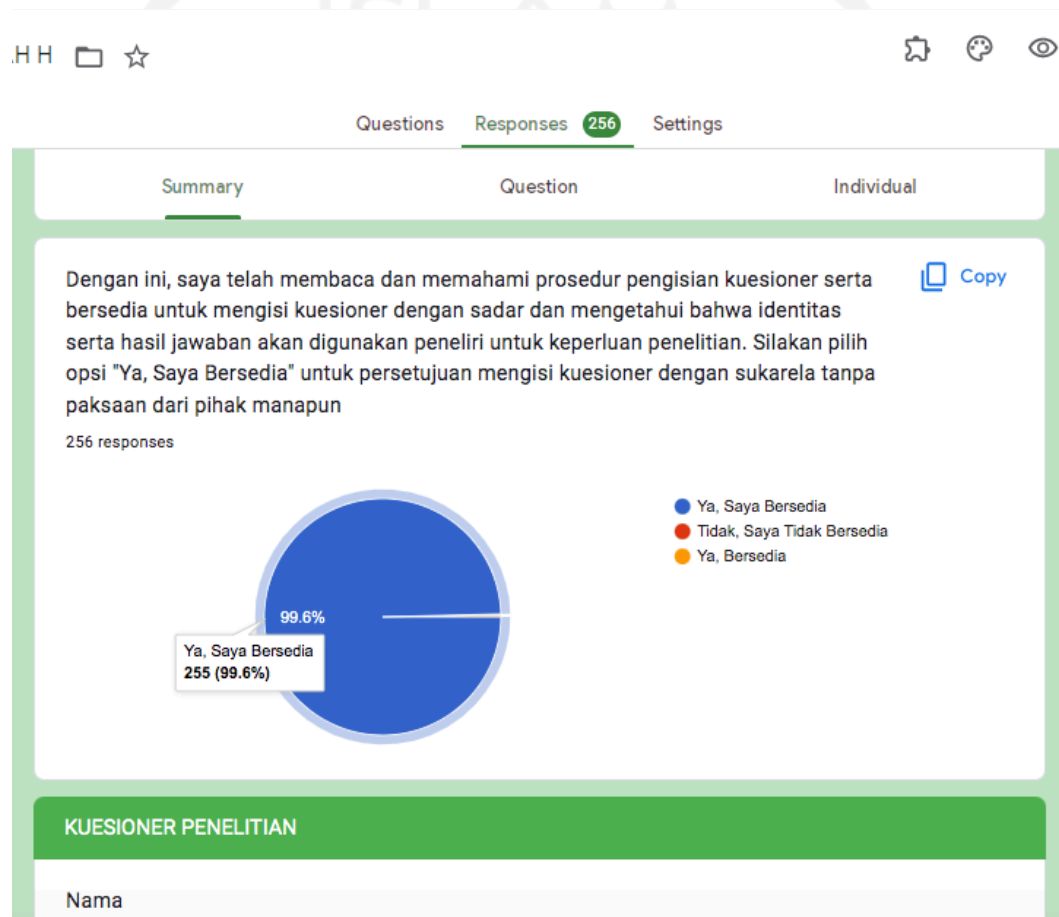 H H
Questions Responses 256 Settings
Summary Question Individual
Dengan ini, saya telah membaca dan memahami prosedur pengisian kuesioner serta
bersedia untuk mengisi kuesioner dengan sadar dan mengetahui bahwa identitas
serta hasil jawaban akan digunakan peneliri untuk keperluan penelitian. Silakan pilih
opsi "Ya, Saya Bersedia" untuk persetujuan mengisi kuesioner dengan sukarela tanpa
paksaan dari pihak manapun
Copy
256 responses
Ya, Saya Bersedia
Tidak, Saya Tidak Bersedia
Ya, Bersedia
99.6%
Ya, Saya Bersedia
255 (99.6%)
KUESIONER PENELITIAN
Nama